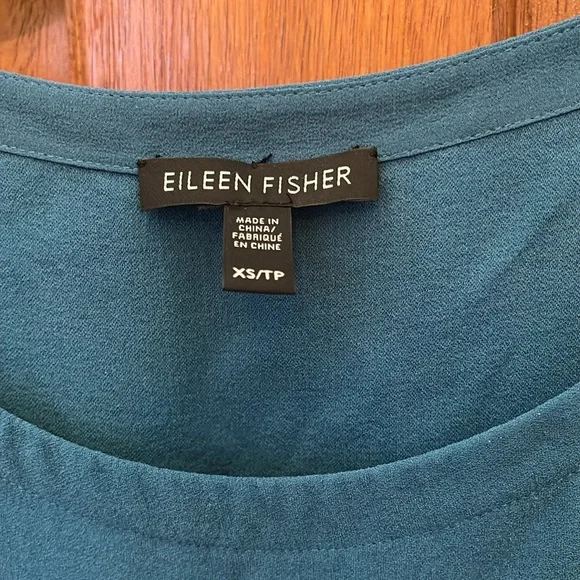 EILEEN FISHER
MADE IN
CHINA/
FABRIQUÉ
EN CHINE
XS/TP